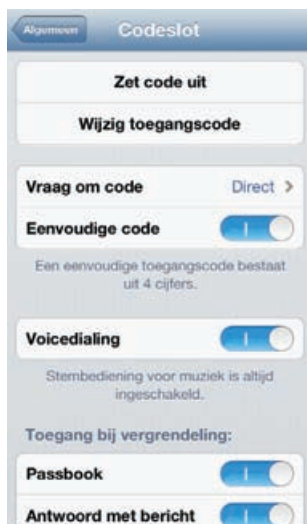 Algemeen
Codeslot
Zet code uit
Wijzig toegangscode
Vraag om code Direct
Eenvoudige code
Een eenvoudige toegangscode bestaat
uit 4 cijfers.
Voicedialing
Stembediening voor muziek is altijd
ingeschakeld.
Toegang bij vergrendeling:
Passbook
Antwoord met bericht